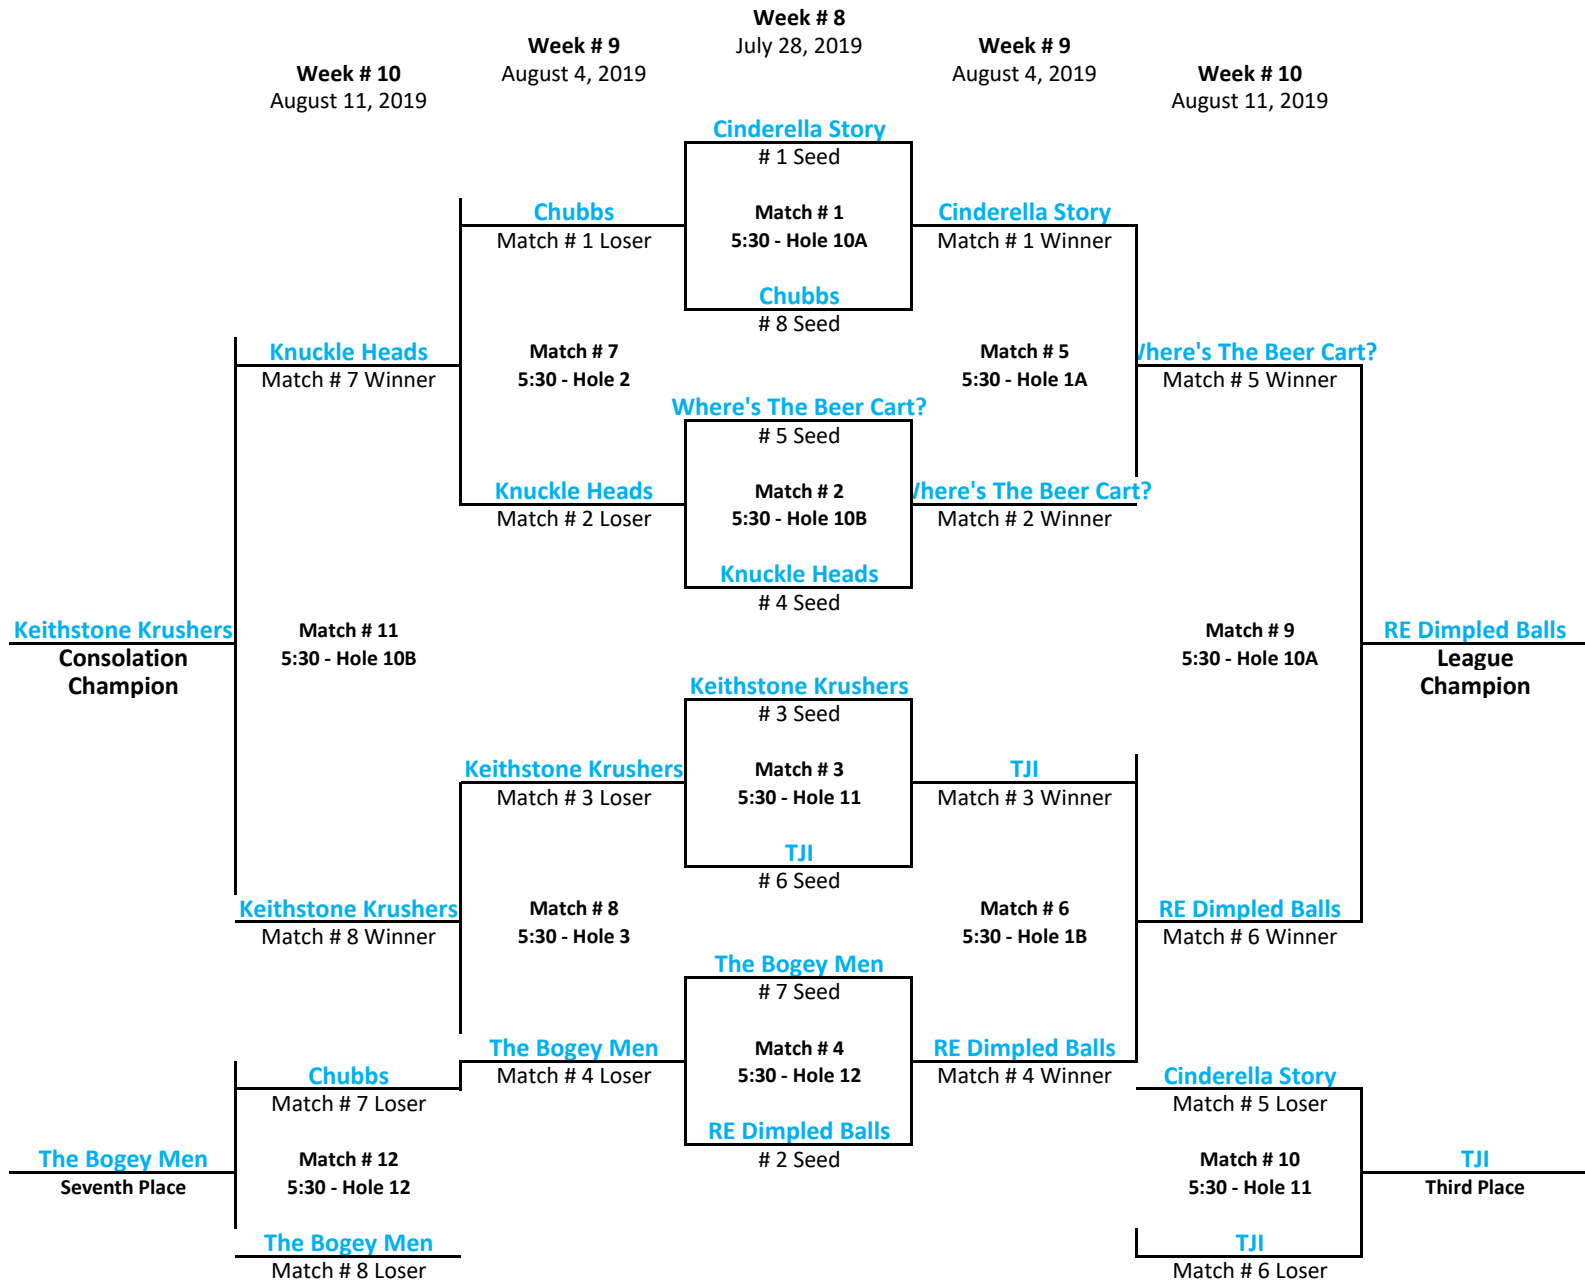 Week # 8
July 28, 2019
Week # 9
August 4, 2019
Week # 9
August 4, 2019
Week # 10
August 11, 2019
Week # 10
August 11, 2019
Cinderella Story
# 1 Seed
Chubbs
Match # 1 Loser
Match # 1
5:30 - Hole 10A
Cinderella Story
Match # 1 Winner
Chubbs
# 8 Seed
Knuckle Heads
Match # 7 Winner
Match # 7
5:30 - Hole 2
Match # 5
5:30 - Hole 1A
Where's The Beer Cart?
Match # 5 Winner
Where's The Beer Cart?
# 5 Seed
Knuckle Heads
Match # 2 Loser
Match # 2
5:30 - Hole 10B
Where's The Beer Cart?
Match # 2 Winner
Knuckle Heads
# 4 Seed
Keithstone Krushers
Consolation
Champion
Match # 11
5:30 - Hole 10B
Match # 9
5:30 - Hole 10A
RE Dimpled Balls
League
Champion
Keithstone Krushers
# 3 Seed
Keithstone Krushers
Match # 3 Loser
Match # 3
5:30 - Hole 11
TJI
Match # 3 Winner
TJI
# 6 Seed
Keithstone Krushers
Match # 8 Winner
Match # 8
5:30 - Hole 3
Match # 6
5:30 - Hole 1B
RE Dimpled Balls
Match # 6 Winner
The Bogey Men
# 7 Seed
The Bogey Men
Match # 4 Loser
Match # 4
5:30 - Hole 12
RE Dimpled Balls
Match # 4 Winner
Chubbs
Match # 7 Loser
Cinderella Story
Match # 5 Loser
RE Dimpled Balls
# 2 Seed
The Bogey Men
Seventh Place
Match # 12
5:30 - Hole 12
Match # 10
5:30 - Hole 11
TJI
Third Place
The Bogey Men
Match # 8 Loser
TJI
Match # 6 Loser